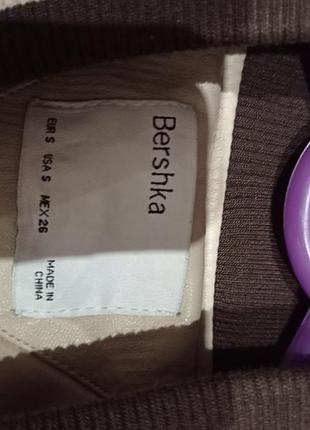 Bershka
EUR S USA S MEX 26
MADE IN
CHINA